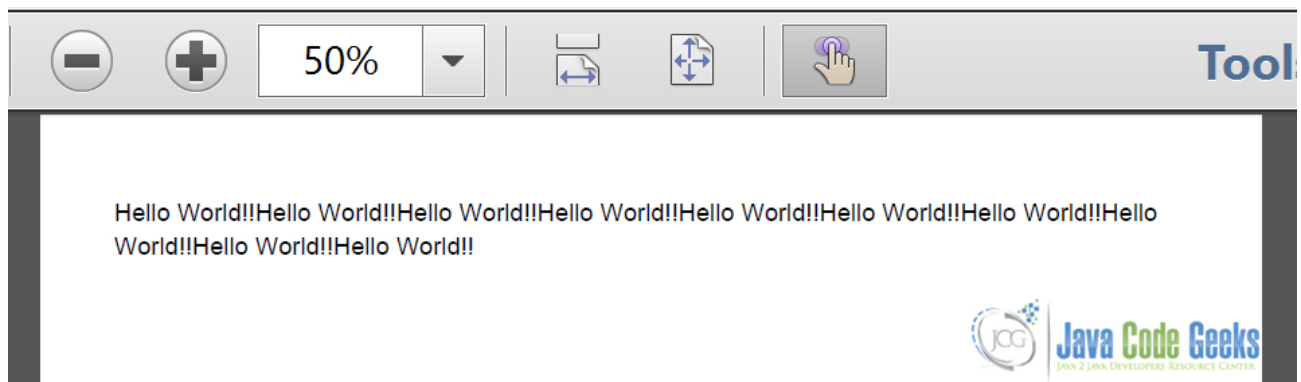 50%
Tools
Hello World!!Hello World!!Hello World!!Hello World!!Hello World!!Hello World!!Hello World!!Hello
World!!Hello World!!Hello World!!
JCG
Java Code Geeks
JAVA 2 JAVA DEVELOPERS RESOURCE CENTER